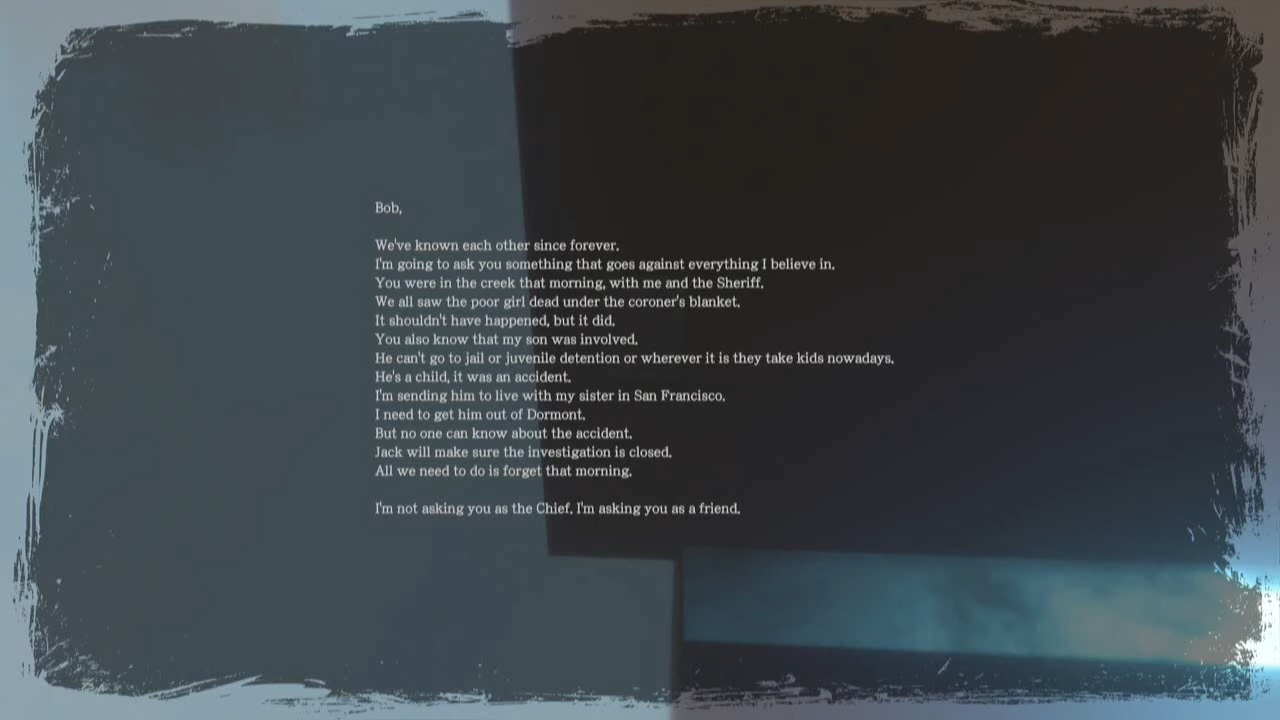 Bob,
We've known each other since forever.
I'm going to ask you something that goes against everything I believe in.
You were in the creek that morning, with me and the Sheriff.
We all saw the poor girl dead under the coroner's blanket.
It shouldn't have happened, but it did.
You also know that my son was involved.
He can't go to jail or juvenile detention or wherever it is they take kids nowadays.
He's a child, it was an accident.
I'm sending him to live with my sister in San Francisco.
I need to get him out of Dormont.
But no one can know about the accident.
Jack will make sure the investigation is closed.
All we need to do is forget that morning.
I'm not asking you as the Chief. I'm asking you as a friend.